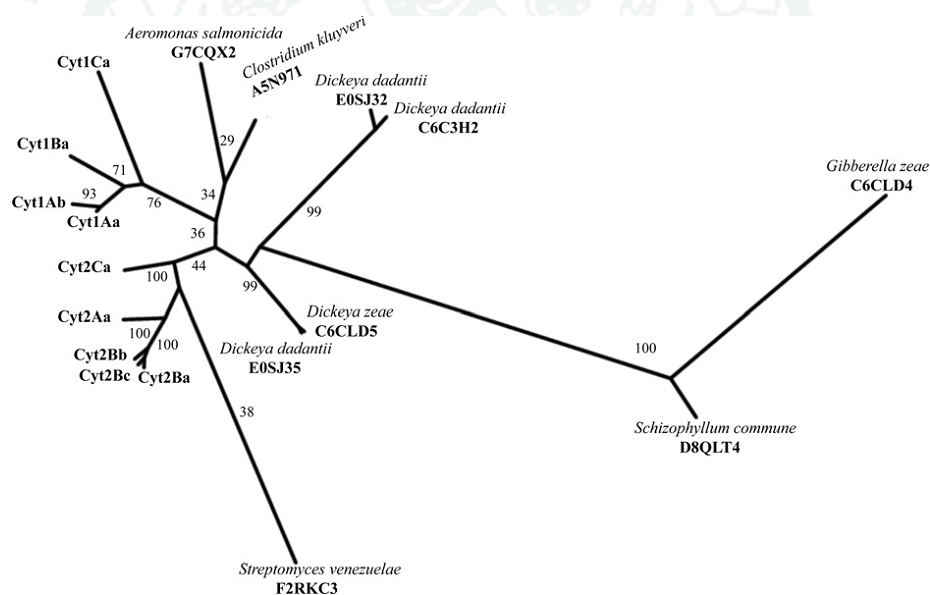 Aeromonas salmonicida
G7CQX2
Clostridium kluyveri
A5N971
Cyt1Ca
Dickeya dadantii
E0SJ32
Dickeya dadantii
C6C3H2
Cyt1Ba
29
Gibberella zeae
C6CLD4
71
93
34
Cyt1Ab
76
Cyt1Aa
99
36
Cyt2Ca
44
100
99
Dickeya zeae
C6CLD5
Cyt2Aa
100
100
Dickeya dadantii
E0SJ35
100
Cyt2Bb
Cyt2Bc
Cyt2Ba
38
Schizophyllum commune
D8QLT4
Streptomyces venezuelae
F2RKC3